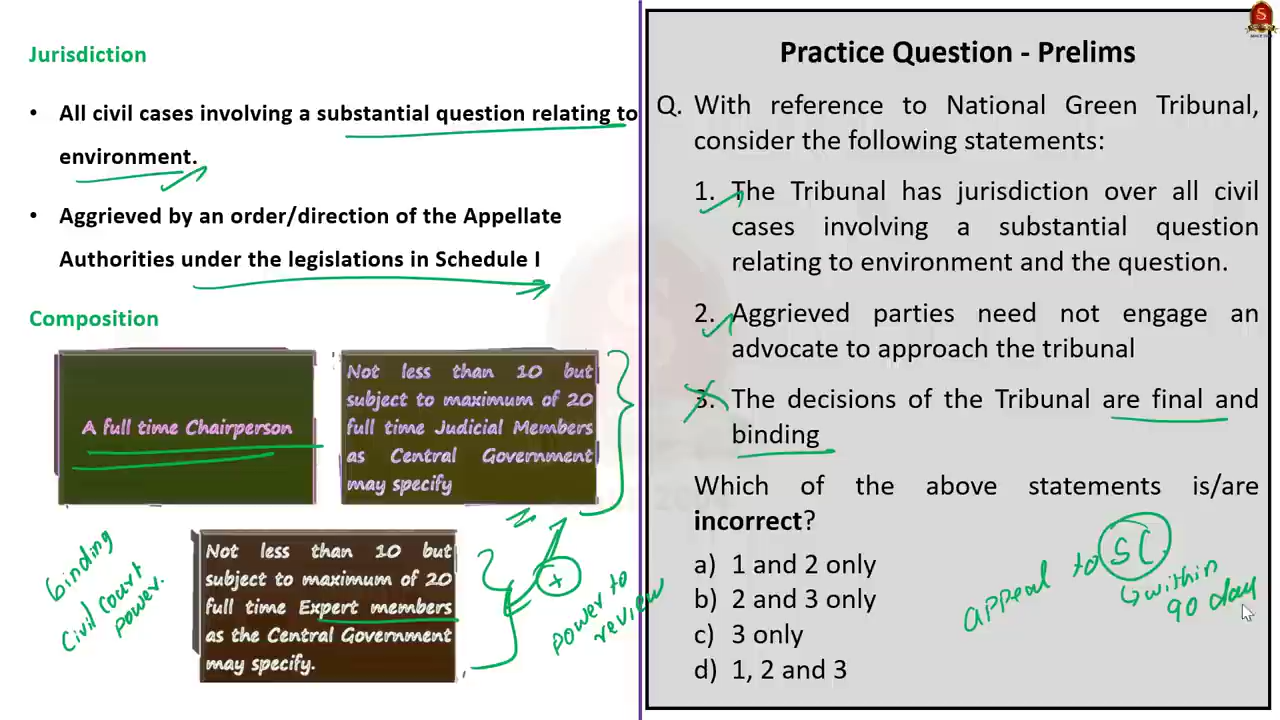 Jurisdiction
• All civil cases involving a substantial question relating to
environment.
• Aggrieved by an order/direction of the Appellate
Authorities under the legislations in Schedule I
Composition
A full time Chairperson
Not less than 10 but
subject to maximum of 20
full time Judicial Members
as Central Government
may specify
Not less than 10 but
subject to maximum of 20
full time Expert members
as the Central Government
may specify.
binding
Civil Court
power.
power to
review
Practice Question - Prelims
Q. With reference to National Green Tribunal,
consider the following statements:
1. The Tribunal has jurisdiction over all civil
cases involving a substantial question
relating to environment and the question.
2. Aggrieved parties need not engage an
advocate to approach the tribunal
3. The decisions of the Tribunal are final and
binding
Which of the above statements is/are
incorrect?
a) 1 and 2 only
b) 2 and 3 only
c) 3 only
d) 1, 2 and 3
appeal to SC
within
90 day